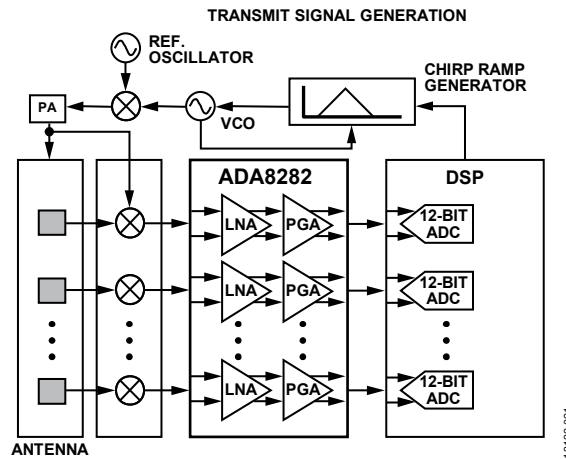 TRANSMIT SIGNAL GENERATION
REF.
OSCILLATOR
CHIRP RAMP
GENERATOR
PA
VCO
ADA8282
DSP
LNA
PGA
12-BIT
ADC
LNA
PGA
12-BIT
ADC
LNA
PGA
12-BIT
ADC
ANTENNA